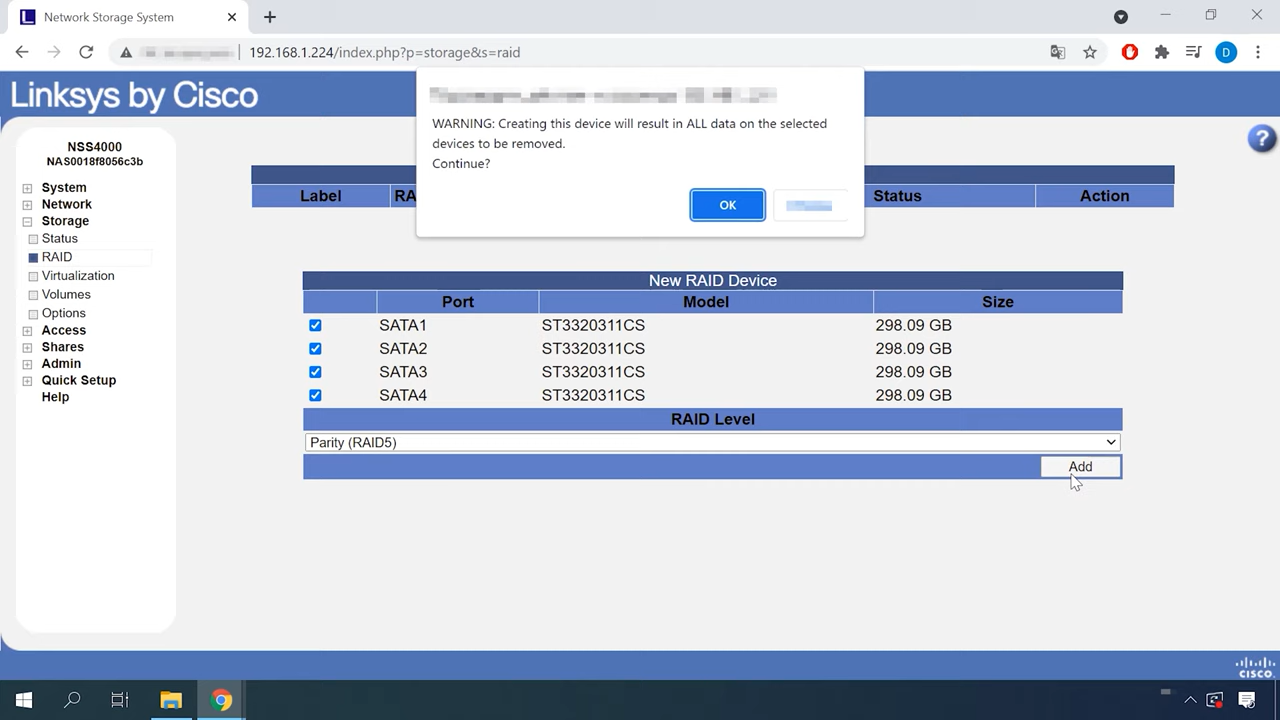 Network Storage System
192.168.1.224/index.php?p=storage&s=raid
D
Linksys by Cisco
WARNING: Creating this device will result in ALL data on the selected
devices to be removed.
Continue?
OK
NSS4000
NAS0018f8056c3b
System
Network
Storage
Status
RAID
Virtualization
Volumes
Options
Access
Shares
Admin
Quick Setup
Help
?
Label RA Status Action
New RAID Device
Port Model Size
SATA1 ST3320311CS 298.09 GB
SATA2 ST3320311CS 298.09 GB
SATA3 ST3320311CS 298.09 GB
SATA4 ST3320311CS 298.09 GB
RAID Level
Parity (RAID5)
Add
CISCO